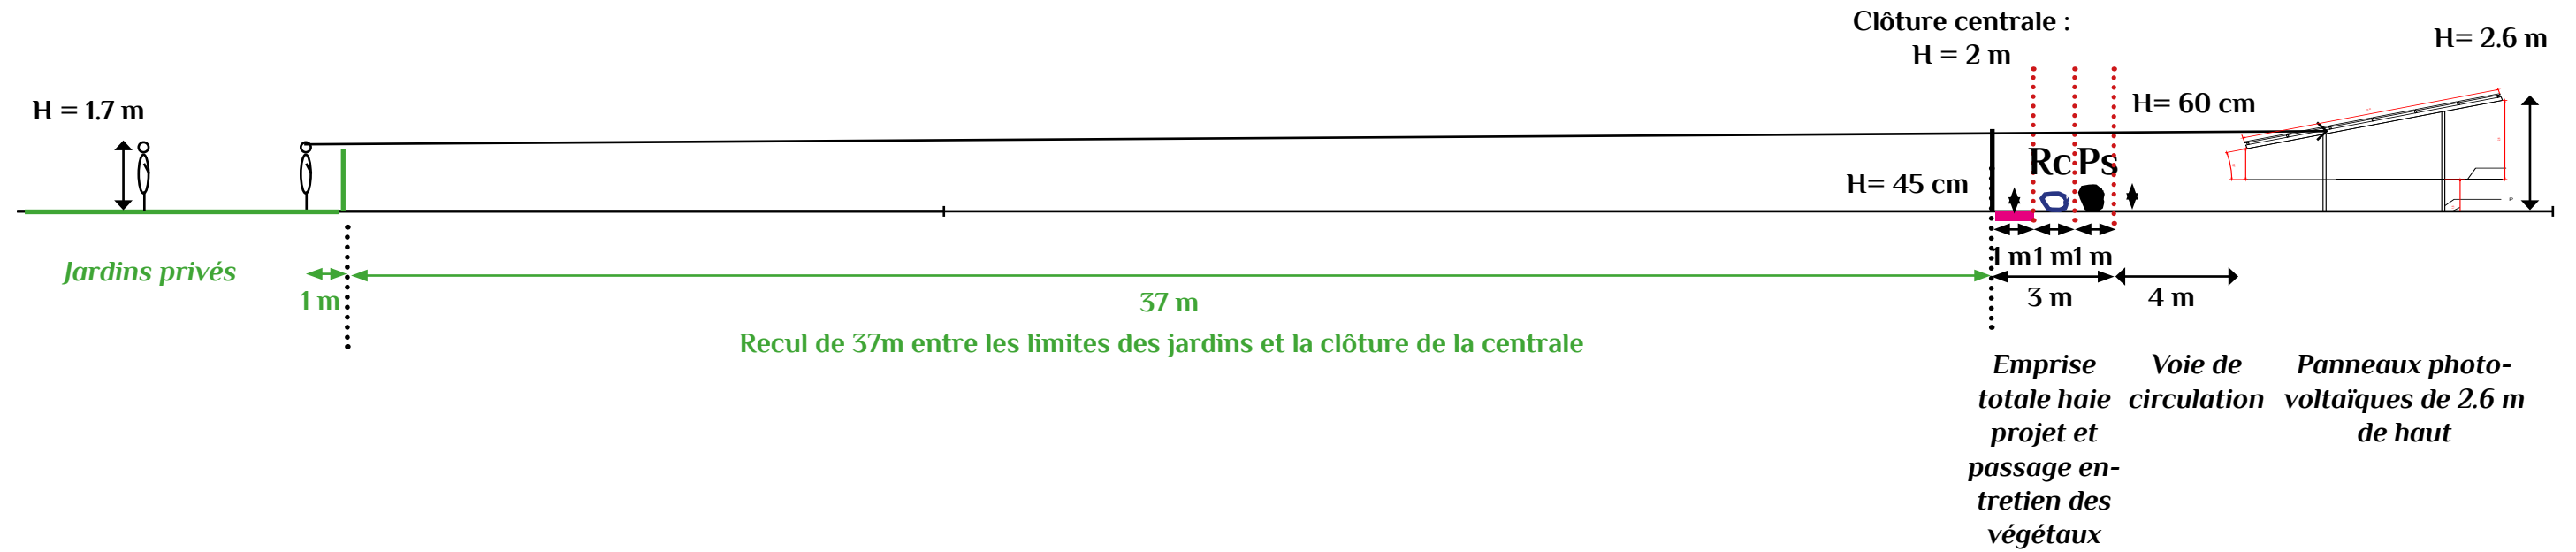 Clôture centrale :
H = 2 m
H= 2.6 m
H = 1.7 m
H= 60 cm
Rc Ps
H= 45 cm
Jardins privés
1 m
37 m
1 m 1 m 1 m
3 m
4 m
Recul de 37m entre les limites des jardins et la clôture de la centrale
Emprise
totale haie
projet et
passage en-
tretien des
végétaux
Voie de
circulation
Panneaux photo-
voltaïques de 2.6 m
de haut